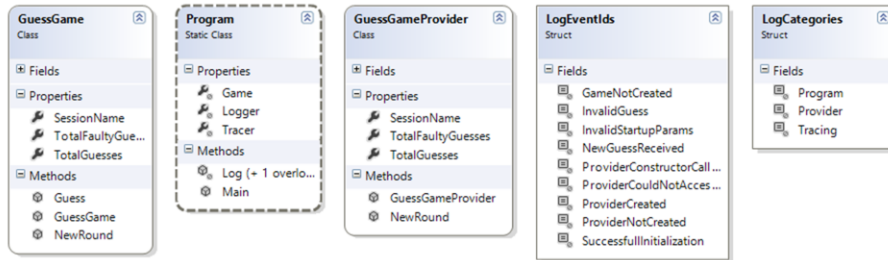 GuessGame
Class
Fields
Properties
SessionName
TotalFaultyGue...
TotalGuesses
Methods
Guess
GuessGame
NewRound
Program
Static Class
Properties
Game
Logger
Tracer
Methods
Log (+ 1 overlo...
Main
GuessGameProvider
Class
Fields
Properties
SessionName
TotalFaultyGuesses
TotalGuesses
Methods
GuessGameProvider
NewRound
LogEventIds
Struct
Fields
GameNotCreated
InvalidGuess
InvalidStartupParams
NewGuessReceived
ProviderConstructorCall...
ProviderCouldNotAcces...
ProviderCreated
ProviderNotCreated
SuccessfullInitialization
LogCategories
Struct
Fields
Program
Provider
Tracing